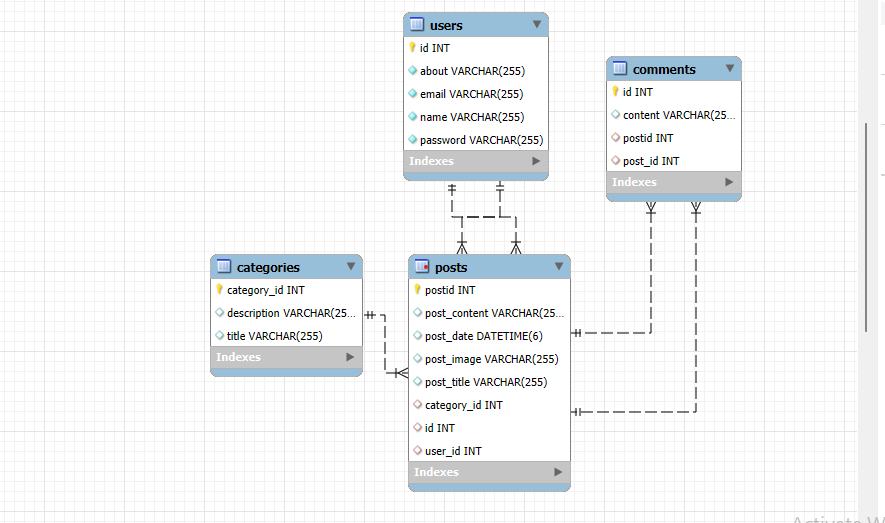 users
id INT
about VARCHAR(255)
email VARCHAR(255)
name VARCHAR(255)
password VARCHAR(255)
Indexes
comments
id INT
content VARCHAR(25...
postid INT
post_id INT
Indexes
categories
category_id INT
description VARCHAR(25...
title VARCHAR(255)
Indexes
posts
postid INT
post_content VARCHAR(25...
post_date DATETIME(6)
post_image VARCHAR(255)
post_title VARCHAR(255)
category_id INT
id INT
user_id INT
Indexes
Activate W